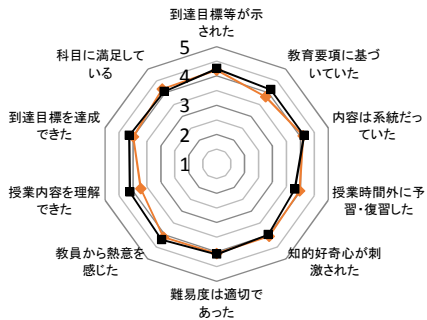 到達目標等が示
された
教育要項に基づ
いていた
内容は系統だっ
ていた
授業時間外に予
習・復習した
知的好奇心が刺
激された
難易度は適切で
あった
教員から熱意を
感じた
授業内容を理解
できた
到達目標を達成
できた
科目に満足して
いる
5
4
3
2
1